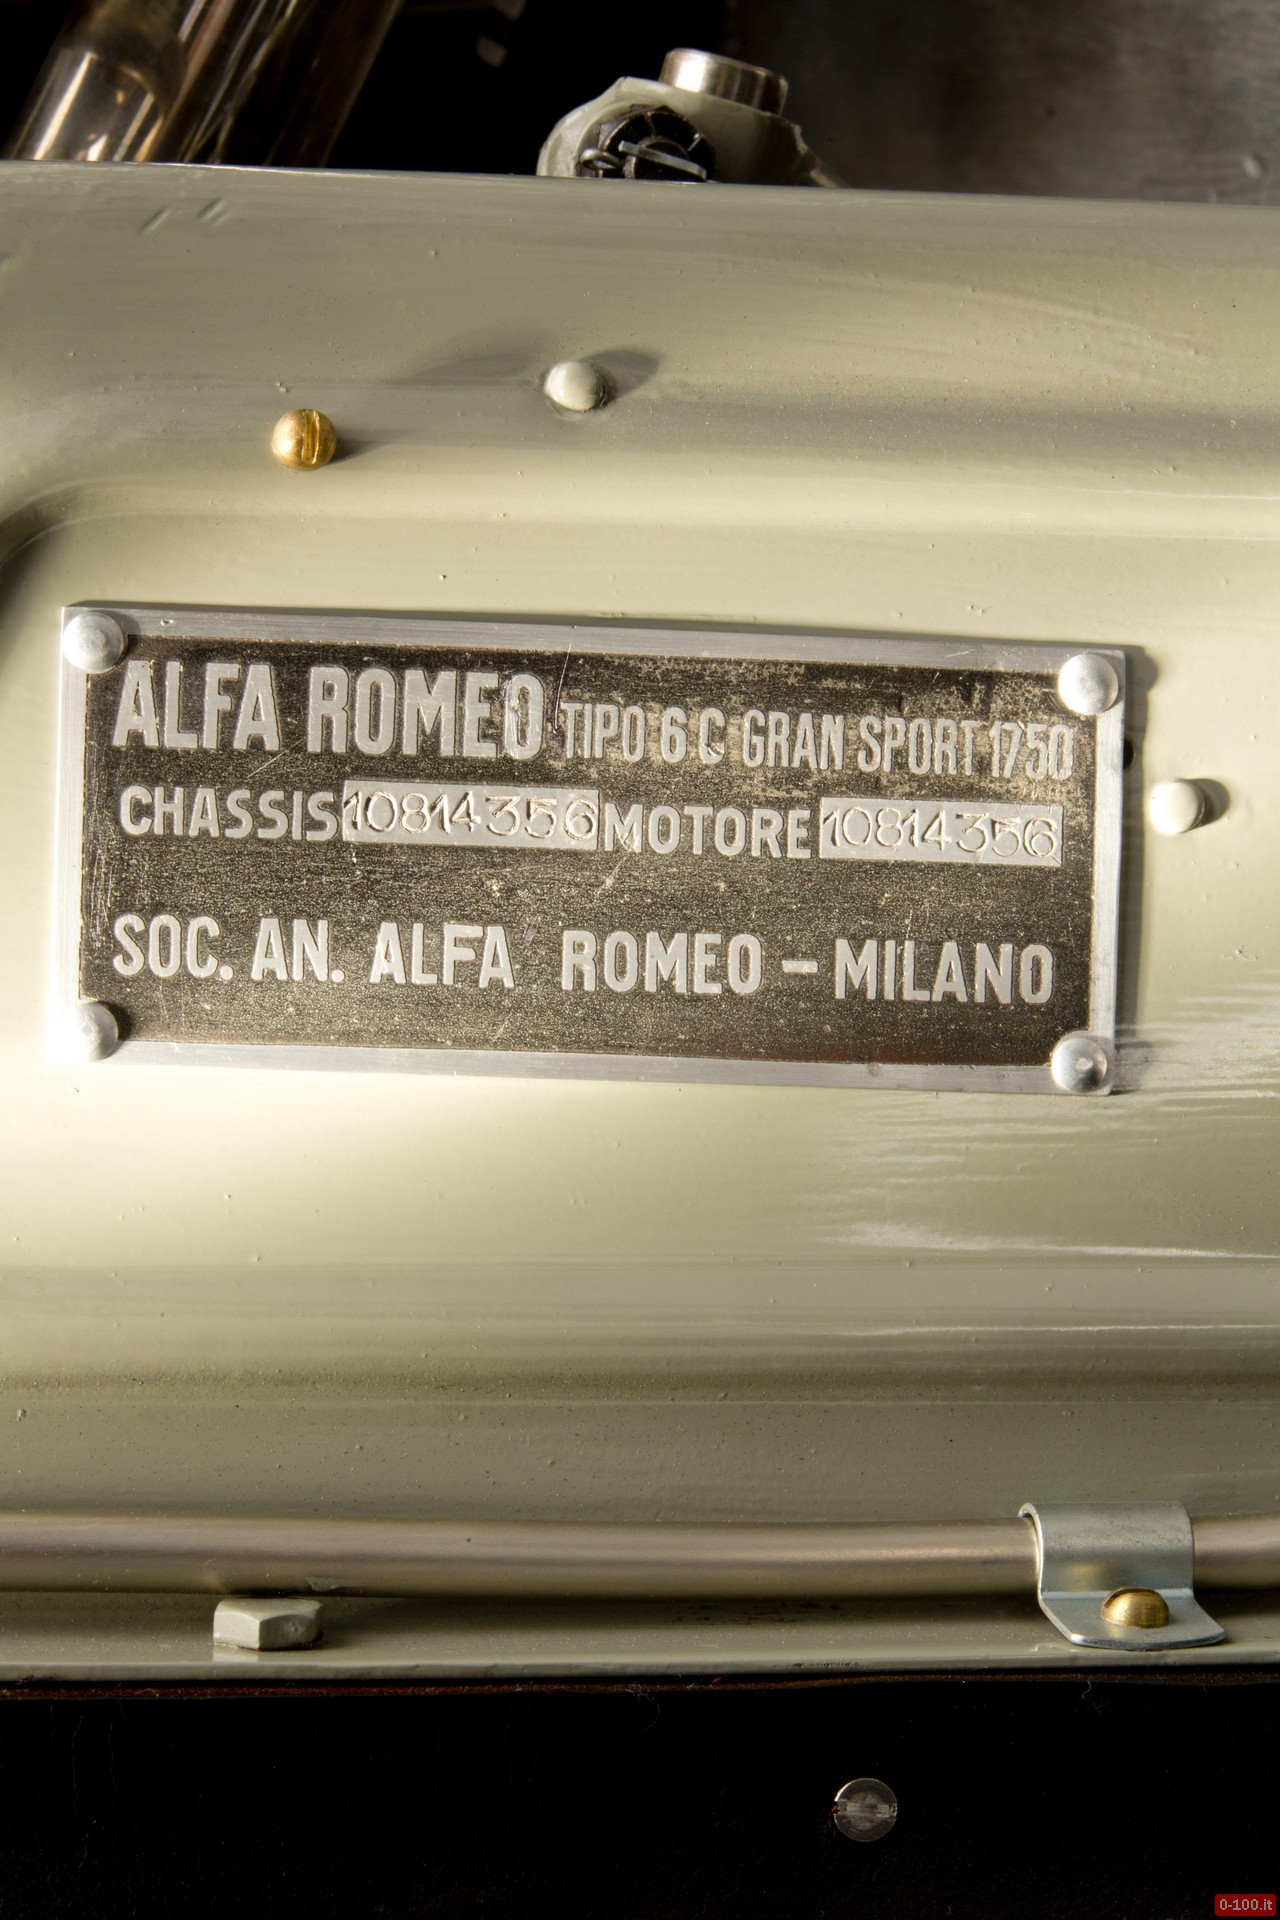 ALFA ROMEO TIPO 6 C GRAN SPORT 1750
CHASSIS 10814356 MOTORE 10814356
SOC. AN. ALFA ROMEO – MILANO
0-100.it